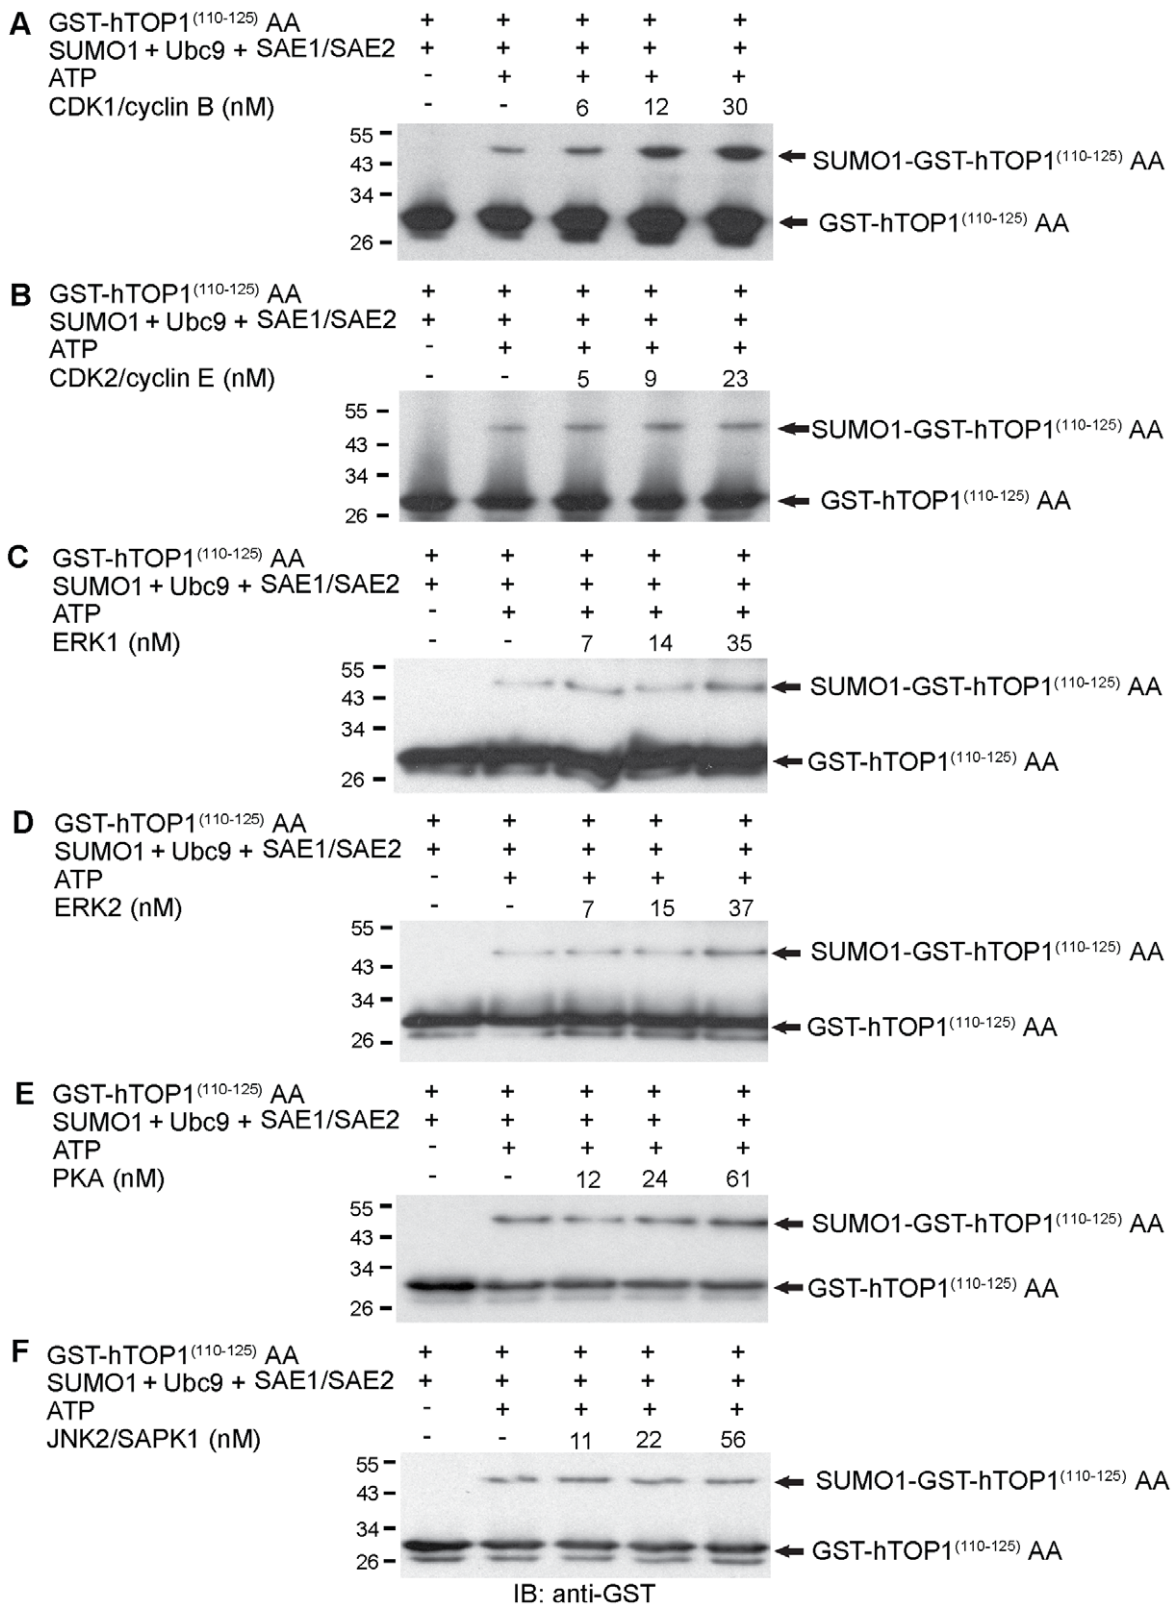 A GST-hTOP1(110-125) AA + + + + +
SUMO1 + Ubc9 + SAE1/SAE2 + + + + +
ATP - + + + +
CDK1/cyclin B (nM) - - 6 12 30
55
43
34
26
SUMO1-GST-hTOP1(110-125) AA
GST-hTOP1(110-125) AA
B GST-hTOP1(110-125) AA + + + + +
SUMO1 + Ubc9 + SAE1/SAE2 + + + + +
ATP - + + + +
CDK2/cyclin E (nM) - - 5 9 23
55
43
34
26
SUMO1-GST-hTOP1(110-125) AA
GST-hTOP1(110-125) AA
C GST-hTOP1(110-125) AA + + + + +
SUMO1 + Ubc9 + SAE1/SAE2 + + + + +
ATP - + + + +
ERK1 (nM) - - 7 14 35
55
43
34
26
SUMO1-GST-hTOP1(110-125) AA
GST-hTOP1(110-125) AA
D GST-hTOP1(110-125) AA + + + + +
SUMO1 + Ubc9 + SAE1/SAE2 + + + + +
ATP - + + + +
ERK2 (nM) - - 7 15 37
55
43
34
26
SUMO1-GST-hTOP1(110-125) AA
GST-hTOP1(110-125) AA
E GST-hTOP1(110-125) AA + + + + +
SUMO1 + Ubc9 + SAE1/SAE2 + + + + +
ATP - + + + +
PKA (nM) - - 12 24 61
55
43
34
26
SUMO1-GST-hTOP1(110-125) AA
GST-hTOP1(110-125) AA
F GST-hTOP1(110-125) AA + + + + +
SUMO1 + Ubc9 + SAE1/SAE2 + + + + +
ATP - + + + +
JNK2/SAPK1 (nM) - - 11 22 56
55
43
34
26
SUMO1-GST-hTOP1(110-125) AA
GST-hTOP1(110-125) AA
IB: anti-GST